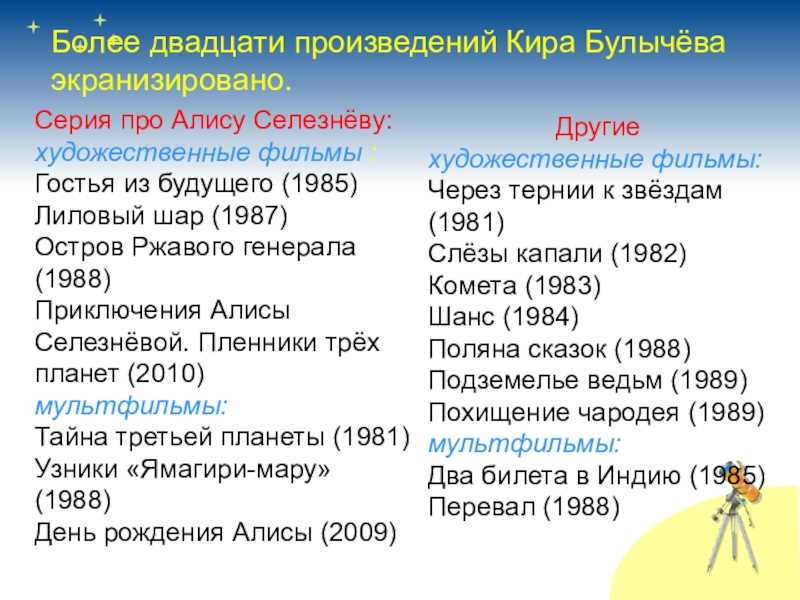 Более двадцати произведений Кира Булычёва
экранизировано.
Серия про Алису Селезнёву:
художественные фильмы :
Гостья из будущего (1985)
Лиловый шар (1987)
Остров Ржавого генерала
(1988)
Приключения Алисы
Селезнёвой. Пленники трёх
планет (2010)
мультфильмы:
Тайна третьей планеты (1981)
Узники «Ямагири-мару»
(1988)
День рождения Алисы (2009)
Другие
художественные фильмы:
Через тернии к звёздам
(1981)
Слёзы капали (1982)
Комета (1983)
Шанс (1984)
Поляна сказок (1988)
Подземелье ведьм (1989)
Похищение чародея (1989)
мультфильмы:
Два билета в Индию (1985)
Перевал (1988)